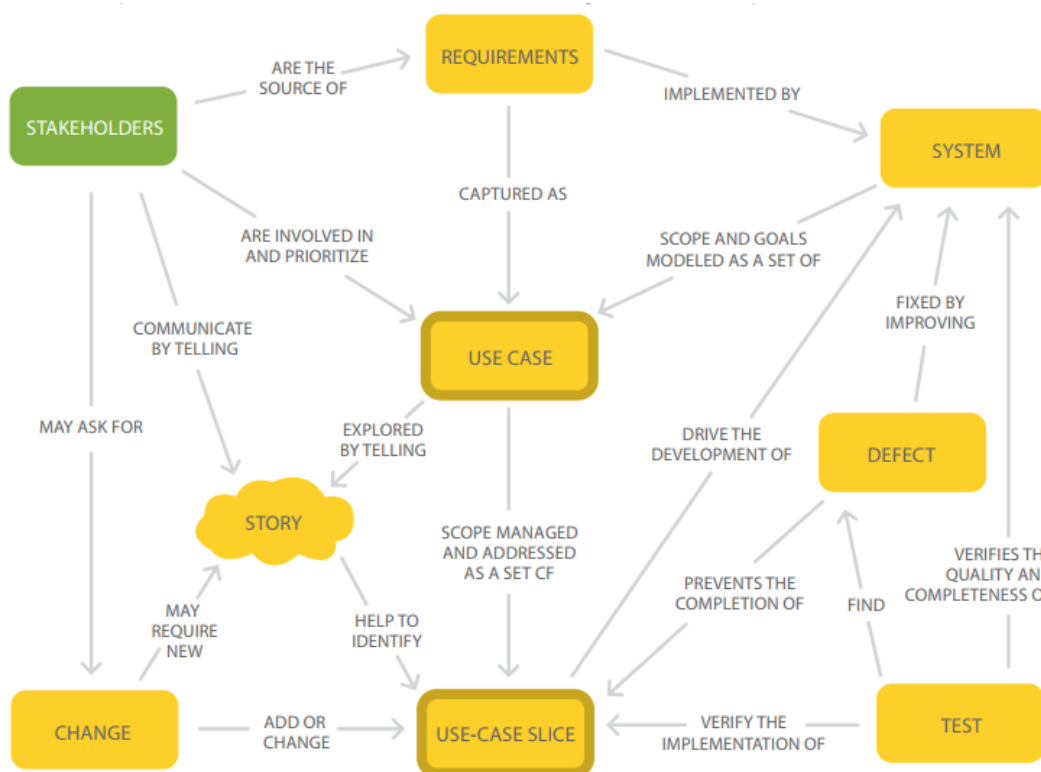 REQUIREMENTS
ARE THE
SOURCE OF
IMPLEMENTED BY
STAKEHOLDERS
SYSTEM
CAPTURED AS
ARE INVOLVED IN
AND PRIORITIZE
SCOPE AND GOALS
MODELED AS A SET OF
COMMUNICATE
BY TELLING
FIXED BY
IMPROVING
USE CASE
MAY ASK FOR
EXPLORED
BY TELLING
DRIVE THE
DEVELOPMENT OF
DEFECT
STORY
SCOPE MANAGED
AND ADDRESSED
AS A SET CF
VERIFIES TH
QUALITY AN
COMPLETENESS O
PREVENTS THE
COMPLETION OF
FIND
MAY
REQUIRE
NEW
HELP TO
IDENTIFY
CHANGE
ADD OR
CHANGE
USE-CASE SLICE
VERIFY THE
IMPLEMENTATION OF
TEST